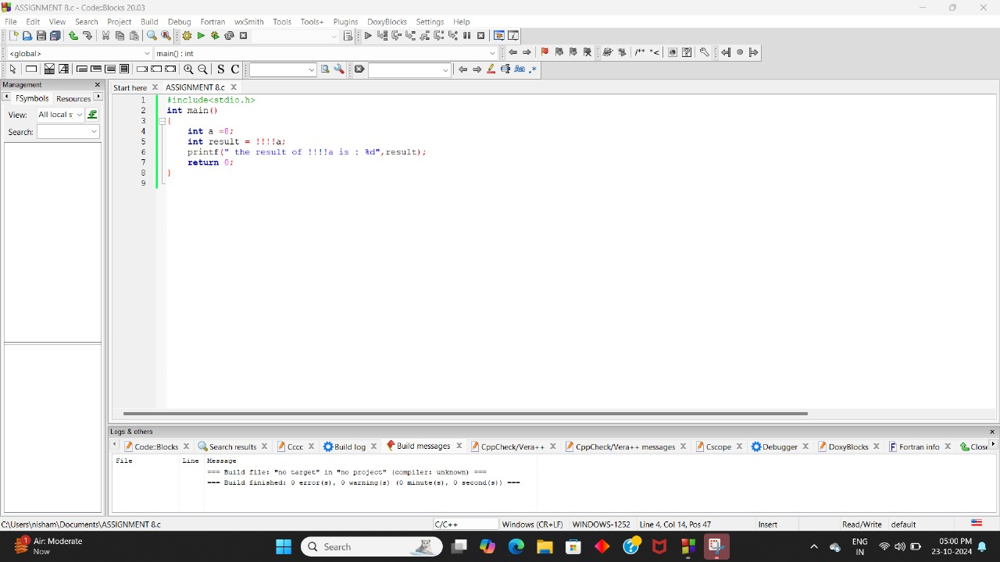 ASSIGNMENT 8.c - Code::Blocks 20.03
File Edit View Search Project Build Debug Fortran wxSmith Tools Tools+ Plugins DoxyBlocks Settings Help
<global> main() : int
/** *<
S C Aa .*
Management
FSymbols Resources
View: All local s
Search:
Start here ASSIGNMENT 8.c
1 #include<stdio.h>
2 int main()
3 {
4 int a =8;
5 int result = !!!!a;
6 printf(" the result of !!!!a is : %d",result);
7 return 0;
8 }
9
Logs & others
Code::Blocks Search results Cccc Build log Build messages CppCheck/Vera++ CppCheck/Vera++ messages Cscope Debugger DoxyBlocks Fortran info Close
File Line Message
=== Build file: "no target" in "no project" (compiler: unknown) ===
=== Build finished: 0 error(s), 0 warning(s) (0 minute(s), 0 second(s)) ===
C:\Users\nisham\Documents\ASSIGNMENT 8.c C/C++ Windows (CR+LF) WINDOWS-1252 Line 4, Col 14, Pos 47 Insert Read/Write default
1 Air: Moderate
Now
Search
ENG
IN
05:00 PM
23-10-2024